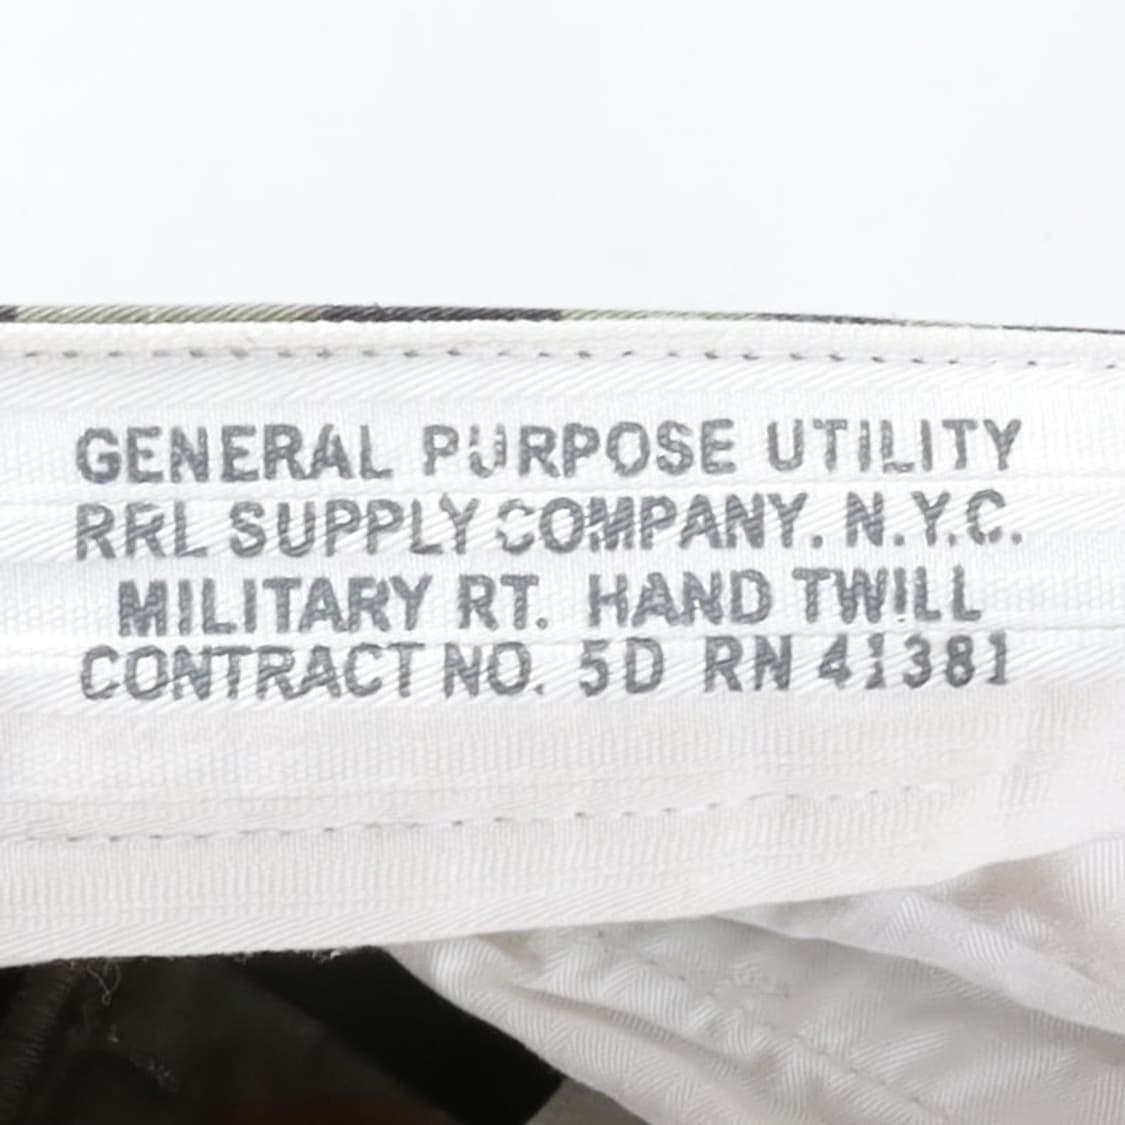 GENERAL PURPOSE UTILITY
RRL SUPPLY COMPANY. N.Y.C.
MILITARY RT. HAND TWILL
CONTRACT NO. 5D RN 41381